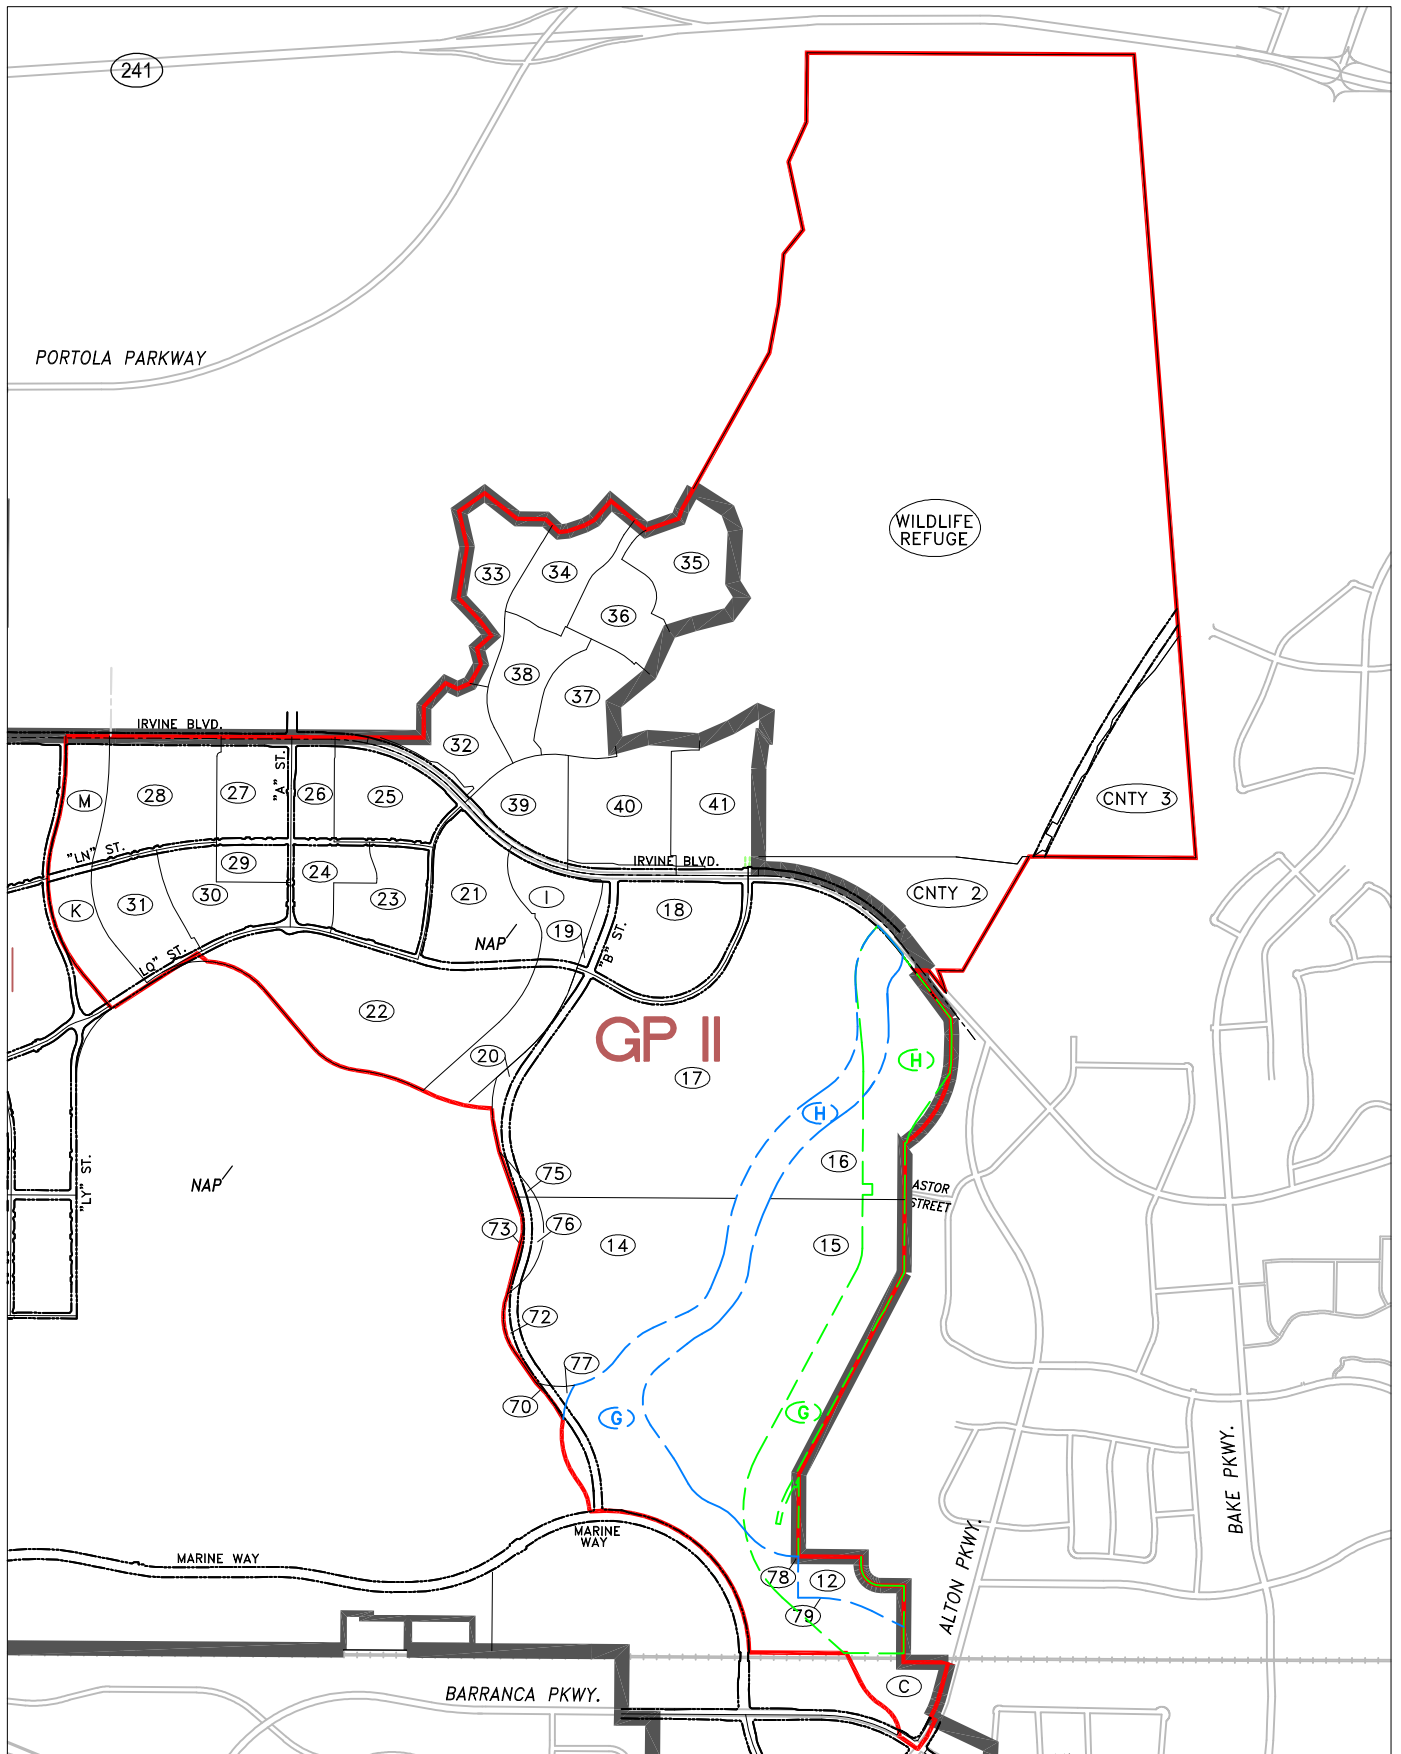 241
PORTOLA PARKWAY
WILDLIFE
REFUGE
33
34
35
36
38
37
IRVINE BLVD.
32
"A" ST.
M
28
27
26
25
39
40
41
CNTY 3
"LN" ST.
IRVINE BLVD.
29
24
30
31
K
23
21
I
19
18
"B" ST.
CNTY 2
NAP
LQ" ST.
22
20
GP II
17
H
H
16
"LY" ST.
NAP
75
ASTOR
STREET
73
76
14
15
72
77
70
G
G
BAKE PKWY.
MARINE
WAY
MARINE WAY
78
12
79
ALTON PKWY.
C
BARRANCA PKWY.